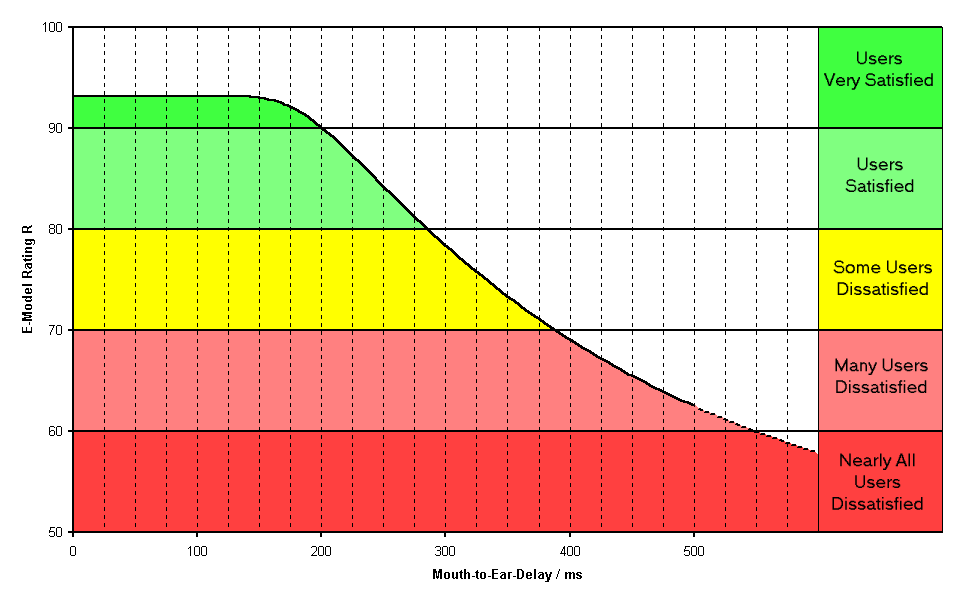 100
90
80
70
60
50
E-Model Rating R
0
100
200
300
400
500
Mouth-to-Ear-Delay / ms
Users
Very Satisfied
Users
Satisfied
Some Users
Dissatisfied
Many Users
Dissatisfied
Nearly All
Users
Dissatisfied